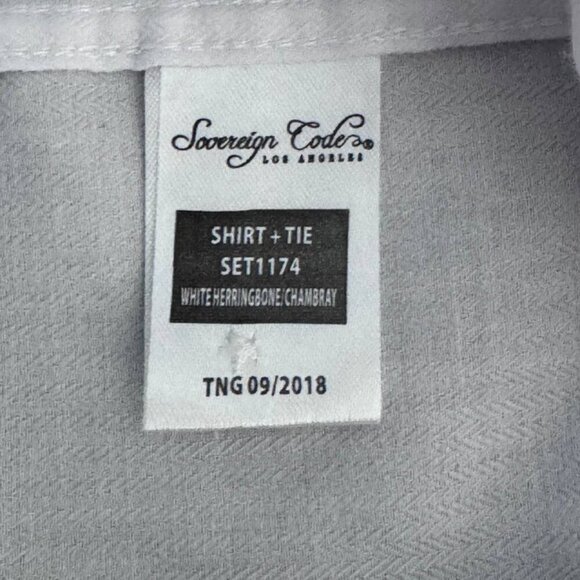 Sovereign Code®
LOS ANGELES
SHIRT + TIE
SET1174
WHITE HERRINGBONE/CHAMBRAY
TNG 09/2018